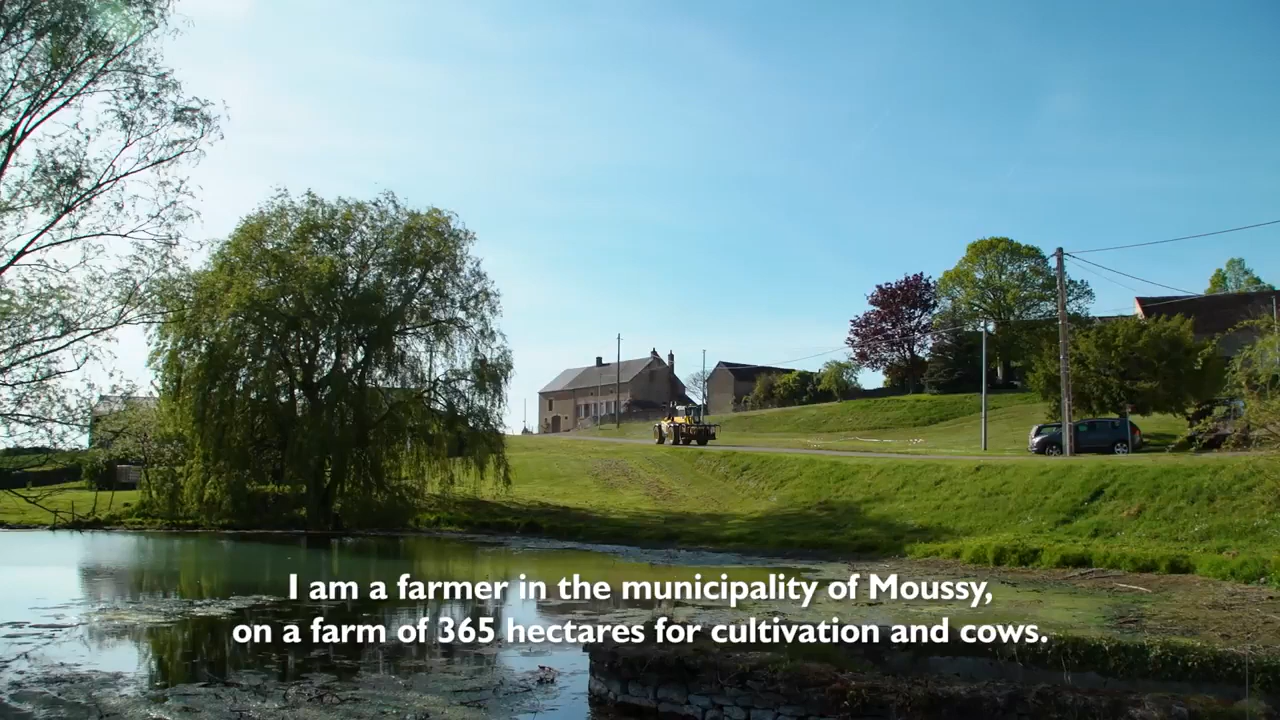 I am a farmer in the municipality of Moussy,
on a farm of 365 hectares for cultivation and cows.